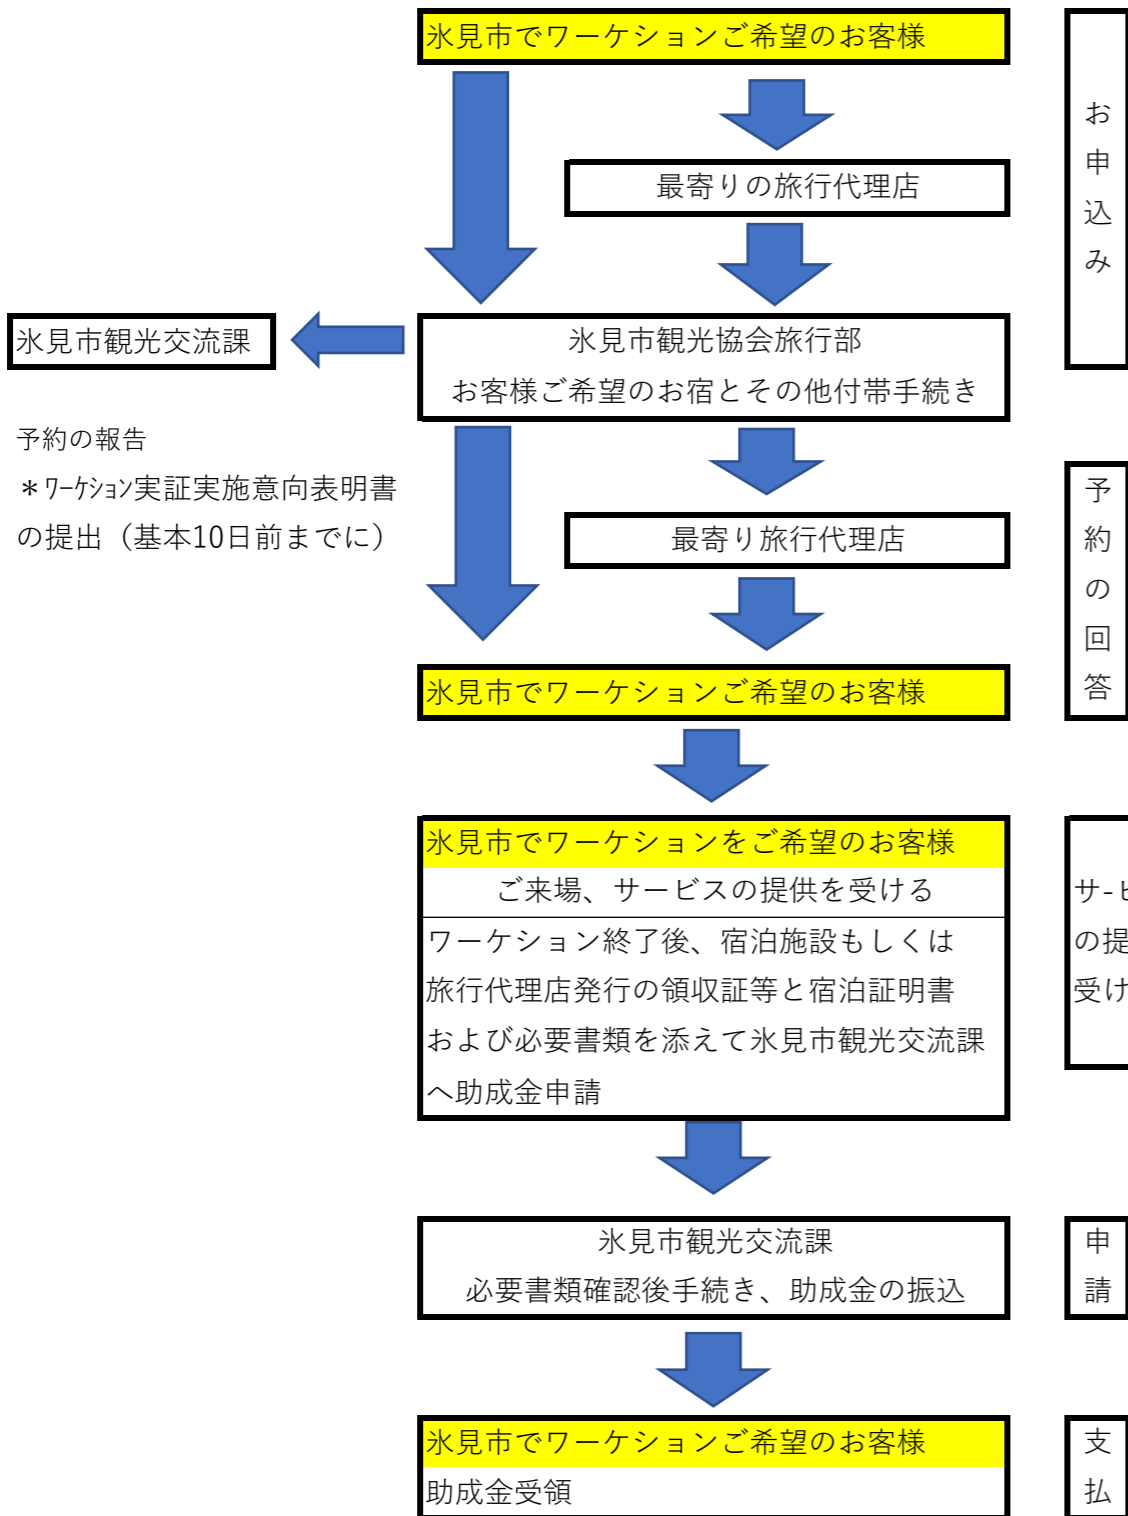 氷見市でワーケションご希望のお客様
お申込み
最寄りの旅行代理店
氷見市観光交流課
氷見市観光協会旅行部
お客様ご希望のお宿とその他付帯手続き
予約の報告
＊ﾜｰｹｼｮﾝ実証実施意向表明書
の提出（基本10日前までに）
予約の回答
最寄り旅行代理店
氷見市でワーケションご希望のお客様
氷見市でワーケションをご希望のお客様
ご来場、サービスの提供を受ける
ワーケション終了後、宿泊施設もしくは
旅行代理店発行の領収証等と宿泊証明書
および必要書類を添えて氷見市観光交流課
へ助成金申請
サ-ビ
の提
受け
氷見市観光交流課
必要書類確認後手続き、助成金の振込
申請
氷見市でワーケションご希望のお客様
助成金受領
支払